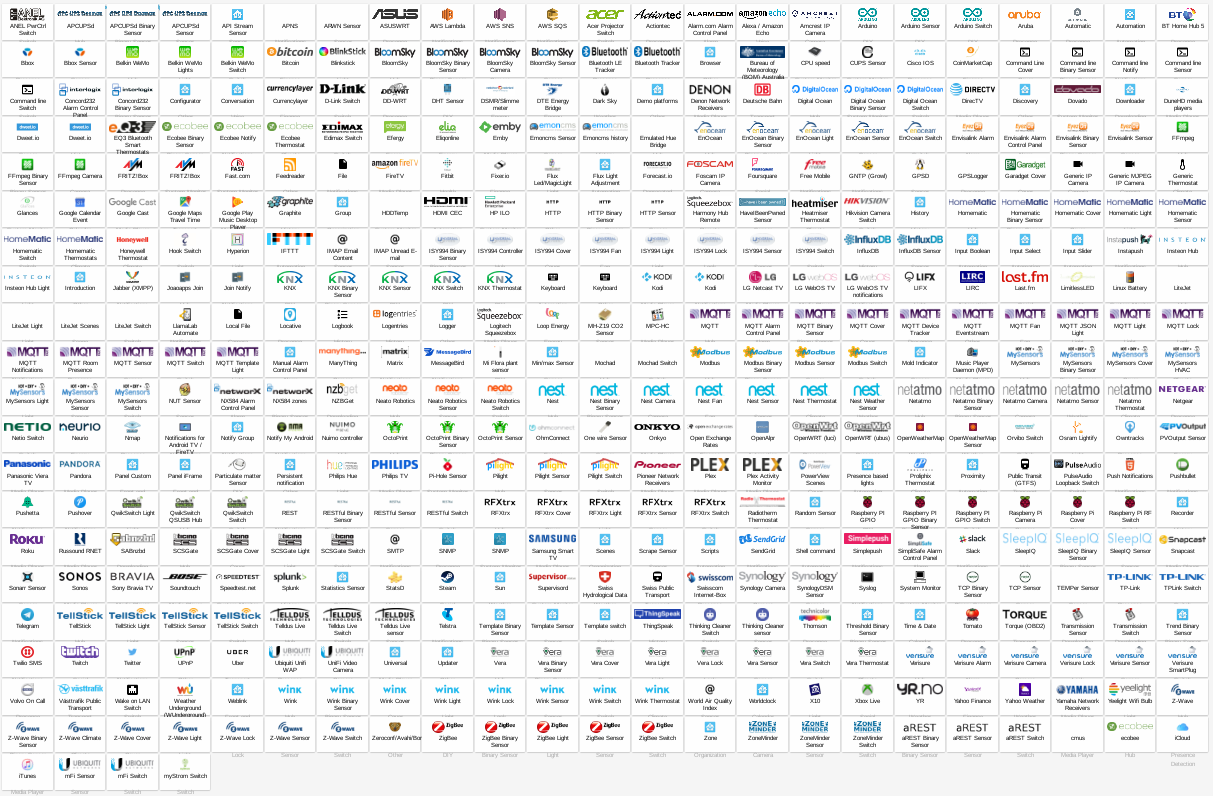 ANEL PwrCtrl Switch
APCUPSd
APCUPSd Binary Sensor
APCUPSd Sensor
API Stream Sensor
APNS
ARWN Sensor
ASUSWRT
AWS Lambda
AWS SNS
AWS SQS
Acer Projector Switch
Actiontec
Alarm.com Alarm Control Panel
Alexa / Amazon Echo
Amcrest IP Camera
Arduino
Arduino Sensor
Arduino Switch
Aruba
Automatic
Automation
BT Home Hub 5
Bbox
Bbox Sensor
Belkin WeMo
Belkin WeMo Lights
Belkin WeMo Switch
Bitcoin
Blinkstick
BloomSky
BloomSky Binary Sensor
BloomSky Camera
BloomSky Sensor
Bluetooth LE Tracker
Bluetooth Tracker
Browser
Bureau of Meteorology (BOM) Australia
CPU speed
CUPS Sensor
Cisco IOS
CoinMarketCap
Command Line Cover
Command line Binary Sensor
Command line Notify
Command line Sensor
Command line Switch
Concord232 Alarm Control Panel
Concord232 Binary Sensor
Configurator
Conversation
Currencylayer
D-Link Switch
DD-WRT
DHT Sensor
DSMR/Slimme meter
DTE Energy Bridge
Dark Sky
Demo platforms
Denon Network Receivers
Deutsche Bahn
Digital Ocean
Digital Ocean Binary Sensor
Digital Ocean Switch
DirecTV
Discovery
Dovado
Downloader
DuneHD media players
Dweet.io
Dweet.io
EQ3 Bluetooth Smart Thermostats
Ecobee Binary Sensor
Ecobee Notify
Ecobee Thermostat
Edimax Switch
Efergy
Eliqonline
Emby
Emoncms Sensor
Emoncms history
Emulated Hue Bridge
EnOcean
EnOcean Binary Sensor
EnOcean Light
EnOcean Sensor
EnOcean Switch
Envisalink Alarm
Envisalink Alarm Control Panel
Envisalink Binary Sensor
Envisalink Sensor
FFmpeg
FFmpeg Binary Sensor
FFmpeg Camera
FRITZ!Box
FRITZ!Box Switch
Fast.com
Feedreader
File
FireTV
Fitbit
Fixer.io
Flux Led/MagicLight
Flux Light Adjustment
Forecast.io
Foscam IP Camera
Foursquare
Free Mobile
GNTP (Growl)
GPSD
GPSLogger
Garadget Cover
Generic IP Camera
Generic MJPEG IP Camera
Generic Thermostat
Glances
Google Calendar Event
Google Cast
Google Maps Travel Time
Google Play Music Desktop Player
Graphite
Group
HDDTemp
HDMI CEC
HP ILO
HTTP
HTTP Binary Sensor
HTTP Sensor
Harmony Hub Remote
HaveIBeenPwned Sensor
Heatmiser Thermostat
Hikvision Camera Switch
History
Homematic
Homematic Binary Sensor
Homematic Cover
Homematic Light
Homematic Sensor
Homematic Switch
Homematic Thermostats
Honeywell Thermostat
Hook Switch
Hyperion
IFTTT
IMAP Email Content
IMAP Unread E-mail
ISY994 Binary Sensor
ISY994 Controller
ISY994 Cover
ISY994 Fan
ISY994 Light
ISY994 Lock
ISY994 Sensor
ISY994 Switch
InfluxDB
InfluxDB Sensor
Input Boolean
Input Select
Input Slider
Instapush
Insteon Hub
Insteon Hub Light
Introduction
Jabber (XMPP)
Joaoapps Join
Join Notify
KNX
KNX Binary Sensor
KNX Sensor
KNX Switch
KNX Thermostat
Keyboard
Keyboard
Kodi
Kodi
LG Netcast TV
LG WebOS TV
LG WebOS TV notifications
LIFX
LIRC
Last.fm
LimitlessLED
Linux Battery
LiteJet
LiteJet Light
LiteJet Scenes
LiteJet Switch
LlamaLab Automate
Local File
Locative
Logbook
Logentries
Logger
Logitech Squeezebox
Loop Energy
MH-Z19 CO2 Sensor
MPC-HC
MQTT
MQTT Alarm Control Panel
MQTT Binary Sensor
MQTT Cover
MQTT Device Tracker
MQTT Eventstream
MQTT Fan
MQTT JSON Light
MQTT Light
MQTT Lock
MQTT Notifications
MQTT Room Presence
MQTT Sensor
MQTT Switch
MQTT Template Light
Manual Alarm Control Panel
ManyThing
Matrix
MessageBird
Mi Flora plant sensor
Min/max Sensor
Mochad
Mochad Switch
Modbus
Modbus Binary Sensor
Modbus Sensor
Modbus Switch
Mold Indicator
Music Player Daemon (MPD)
MySensors
MySensors Binary Sensor
MySensors Cover
MySensors HVAC
MySensors Light
MySensors Sensor
MySensors Switch
NUT Sensor
NX584 Alarm Control Panel
NX584 zones
NZBGet
Neato Robotics
Neato Robotics Sensor
Neato Robotics Switch
Nest
Nest Binary Sensor
Nest Camera
Nest Fan
Nest Sensor
Nest Thermostat
Nest Weather Sensor
Netatmo
Netatmo Binary Sensor
Netatmo Camera
Netatmo Sensor
Netatmo Thermostat
Netgear
Netio Switch
Neurio
Nmap
Notifications for Android TV / FireTV
Notify Group
Notify My Android
Nuimo controller
OctoPrint
OctoPrint Binary Sensor
OctoPrint Sensor
OhmConnect
One wire Sensor
Onkyo
Open Exchange Rates
OpenAlpr
OpenWRT (luci)
OpenWRT (ubus)
OpenWeatherMap
OpenWeatherMap Sensor
Orvibo Switch
Osram Lightify
Owntracks
PVOutput Sensor
Panasonic Viera TV
Pandora
Panel Custom
Panel iFrame
Particulate matter Sensor
Persistent notification
Philips Hue
Philips TV
Pi-Hole Sensor
Pilight
Pilight Sensor
Pilight Switch
Pioneer Network Receivers
Plex
Plex Activity Monitor
PowerView Scenes
Presence based lights
Proliphix Thermostat
Proximity
Public Transit (GTFS)
PulseAudio Loopback Switch
Push Notifications
Pushbullet
Pushetta
Pushover
QwikSwitch Light
QwikSwitch QSUSB Hub
QwikSwitch Switch
REST
RESTful Binary Sensor
RESTful Sensor
RESTful Switch
RFXtrx
RFXtrx Cover
RFXtrx Light
RFXtrx Sensor
RFXtrx Switch
Radiotherm Thermostat
Random Sensor
Raspberry Pi GPIO
Raspberry Pi GPIO Binary Sensor
Raspberry Pi GPIO Switch
Raspberry Pi Camera
Raspberry Pi Cover
Raspberry Pi RF Switch
Recorder
Roku
Russound RNET
SABnzbd
SCSGate
SCSGate Cover
SCSGate Light
SCSGate Switch
SMTP
SNMP
SNMP
Samsung Smart TV
Scenes
Scrape Sensor
Scripts
SendGrid
Shell command
Simplepush
SimpliSafe Alarm Control Panel
Slack
SleepIQ
SleepIQ Binary Sensor
SleepIQ Sensor
Snapcast
Sonarr Sensor
Sonos
Sony Bravia TV
Soundtouch
Speedtest.net
Splunk
Statistics Sensor
StatsD
Steam
Sun
Supervisord
Swiss Hydrological Data
Swiss Public Transport
Swisscom Internet-Box
Synology Camera
SynologyDSM Sensor
Syslog
System Monitor
TCP Binary Sensor
TCP Sensor
TEMPer Sensor
TP-Link
TPLink Switch
Telegram
TellStick
TellStick Light
TellStick Sensor
TellStick Switch
Telldus Live
Telldus Live Switch
Telldus Live sensor
Telstra
Template Binary Sensor
Template Sensor
Template switch
ThingSpeak
Thinking Cleaner Switch
Thinking Cleaner sensor
Thomson
Threshold Binary Sensor
Time & Date
Tomato
Torque (OBD2)
Transmission Sensor
Transmission Switch
Trend Binary Sensor
Twilio SMS
Twitch
Twitter
UPnP
Uber
Ubiquiti Unifi WAP
UniFi Video Camera
Universal
Updater
Vera
Vera Binary Sensor
Vera Cover
Vera Light
Vera Lock
Vera Sensor
Vera Switch
Vera Thermostat
Verisure
Verisure Alarm
Verisure Camera
Verisure Lock
Verisure Sensor
Verisure SmartPlug
Volvo On Call
Västtrafik Public Transport
Wake on LAN Switch
Weather Underground (WUnderground)
Weblink
Wink
Wink Binary Sensor
Wink Cover
Wink Fan
Wink Light
Wink Lock
Wink Sensor
Wink Switch
Wink Thermostat
World Air Quality Index
Worldclock
X10
Xbox Live
YR
Yahoo Finance
Yahoo Weather
Yamaha Network Receivers
Yeelight Wifi Bulb
Z-Wave
Z-Wave Binary Sensor
Z-Wave Climate
Z-Wave Cover
Z-Wave Light
Z-Wave Lock
Z-Wave Sensor
Z-Wave Switch
Zeroconf/Avahi/Bonjour
ZigBee
ZigBee Binary Sensor
ZigBee Light
ZigBee Sensor
ZigBee Switch
Zone
ZoneMinder
ZoneMinder Sensor
ZoneMinder Switch
aREST Binary Sensor
aREST Sensor
aREST Switch
cmus
ecobee
iCloud
iTunes
mFi Sensor
mFi Switch
myStrom Switch